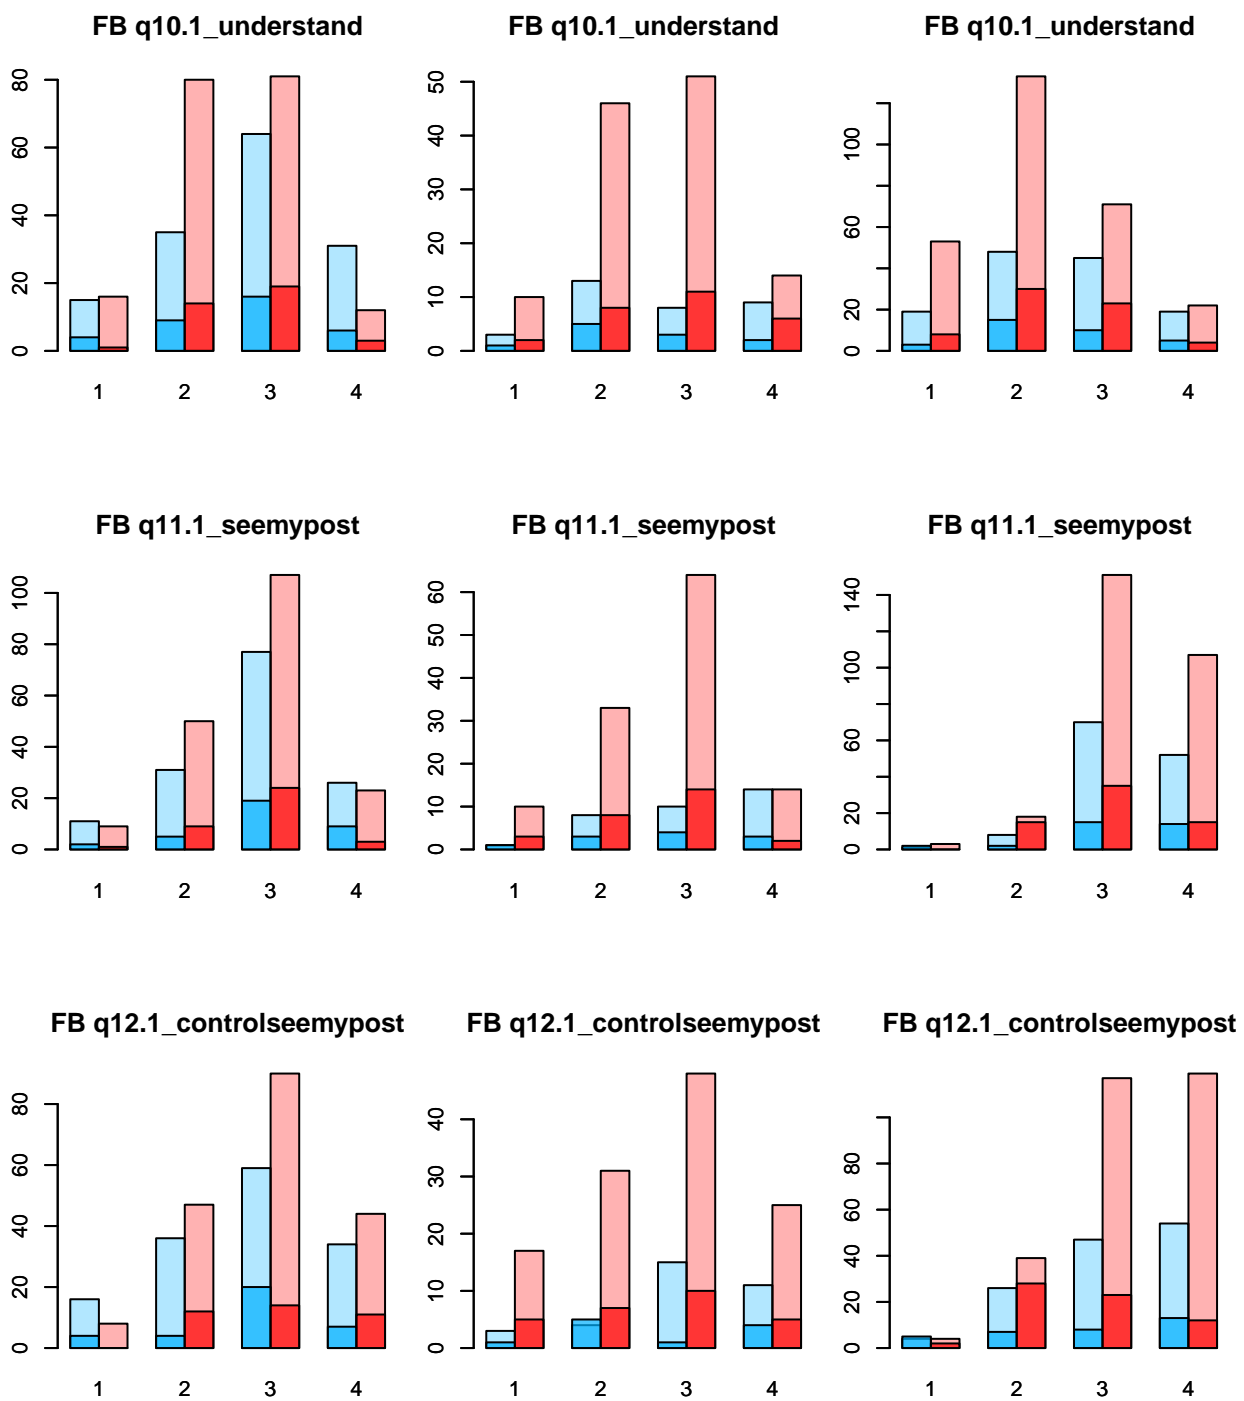 FB q10.1_understand
FB q10.1_understand
FB q10.1_understand
0 20 40 60 80
1 2 3 4
0 10 20 30 40 50
1 2 3 4
0 20 60 100
1 2 3 4
FB q11.1_seemypost
FB q11.1_seemypost
FB q11.1_seemypost
0 20 40 60 80 100
1 2 3 4
0 10 20 30 40 50 60
1 2 3 4
0 20 60 100 140
1 2 3 4
FB q12.1_controlseemypost
FB q12.1_controlseemypost
FB q12.1_controlseemypost
0 20 40 60 80
1 2 3 4
0 10 20 30 40
1 2 3 4
0 20 40 60 80
1 2 3 4